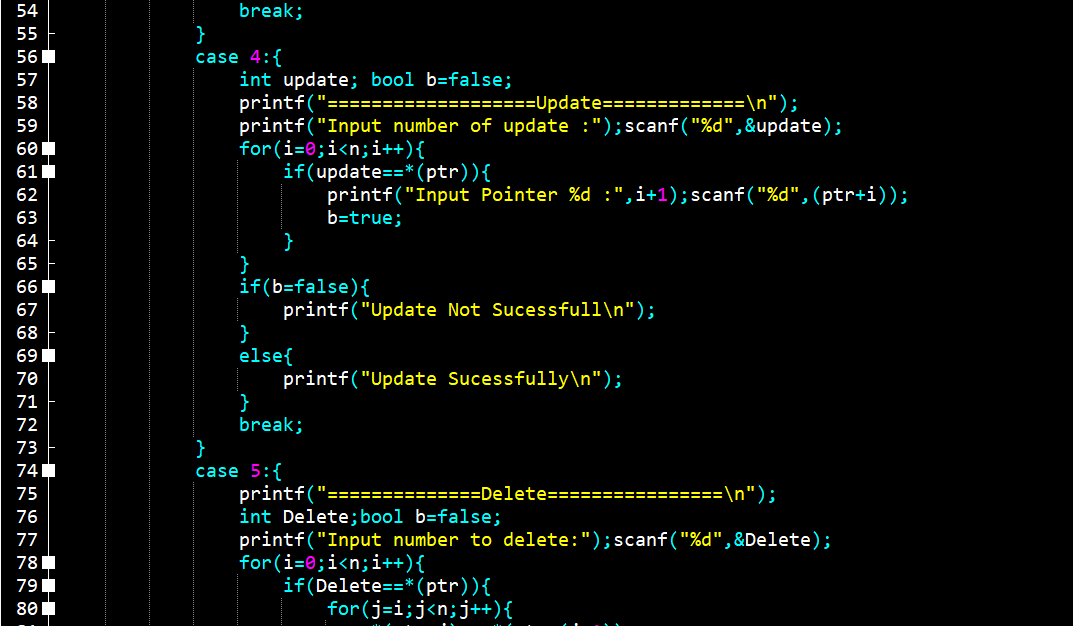 54 break;
55 }
56 case 4:{
57 int update; bool b=false;
58 printf("===================Update=============\n");
59 printf("Input number of update :");scanf("%d",&update);
60 for(i=0;i<n;i++){
61 if(update==*(ptr)){
62 printf("Input Pointer %d :",i+1);scanf("%d",(ptr+i));
63 b=true;
64 }
65 }
66 if(b=false){
67 printf("Update Not Sucessfull\n");
68 }
69 else{
70 printf("Update Sucessfully\n");
71 }
72 break;
73 }
74 case 5:{
75 printf("==============Delete================\n");
76 int Delete;bool b=false;
77 printf("Input number to delete:");scanf("%d",&Delete);
78 for(i=0;i<n;i++){
79 if(Delete==*(ptr)){
80 for(j=i;j<n;j++){